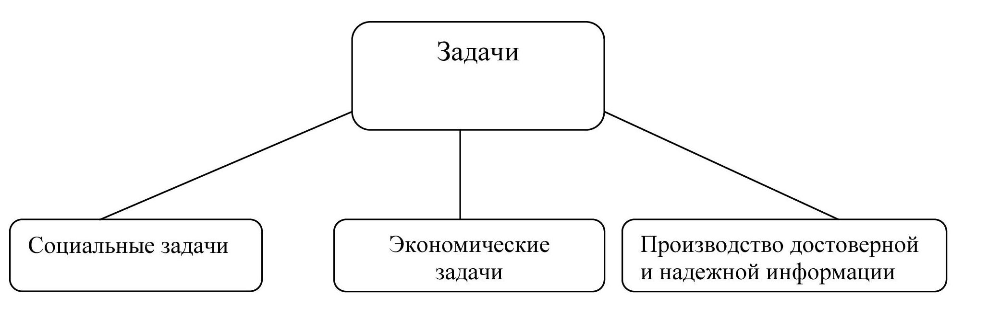 Задачи
Социальные задачи
Экономические
задачи
Производство достоверной
и надежной информации